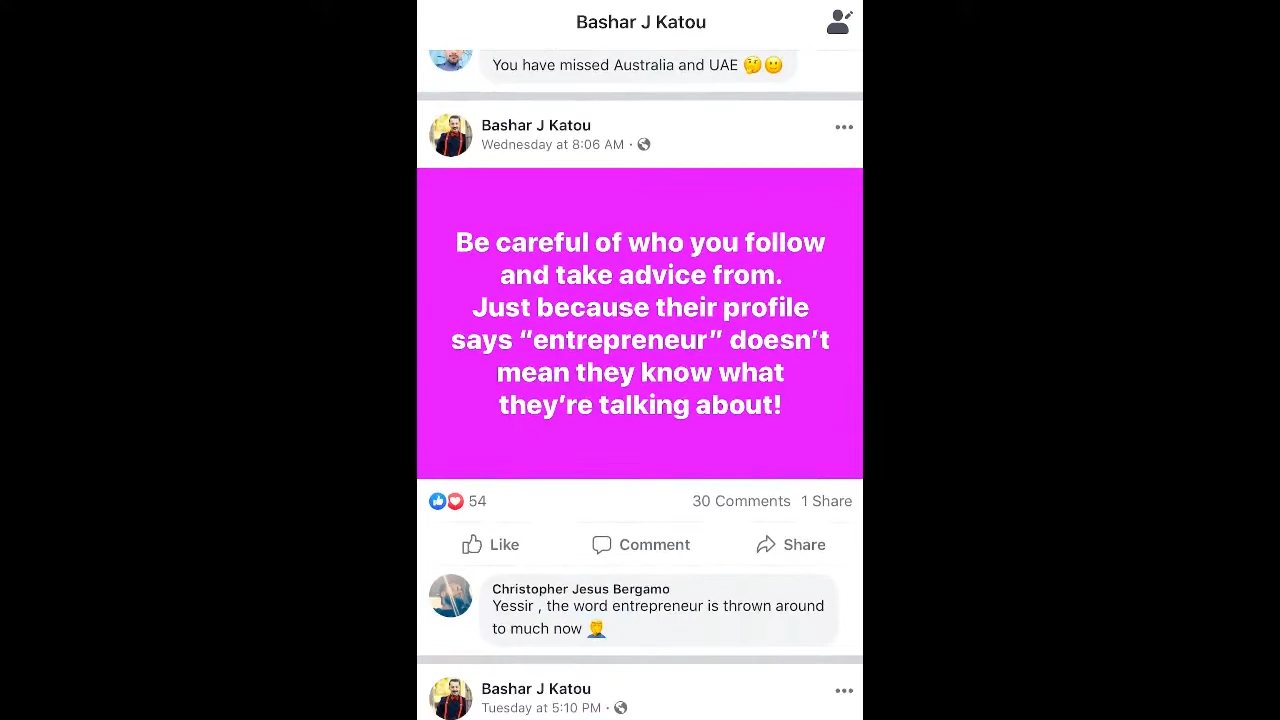 Bashar J Katou
You have missed Australia and UAE 🤔🙂
Bashar J Katou
Wednesday at 8:06 AM ·
Be careful of who you follow
and take advice from.
Just because their profile
says “entrepreneur” doesn’t
mean they know what
they’re talking about!
54 30 Comments 1 Share
Like Comment Share
Christopher Jesus Bergamo
Yessir , the word entrepreneur is thrown around
to much now 🤦‍♂️
Bashar J Katou
Tuesday at 5:10 PM ·